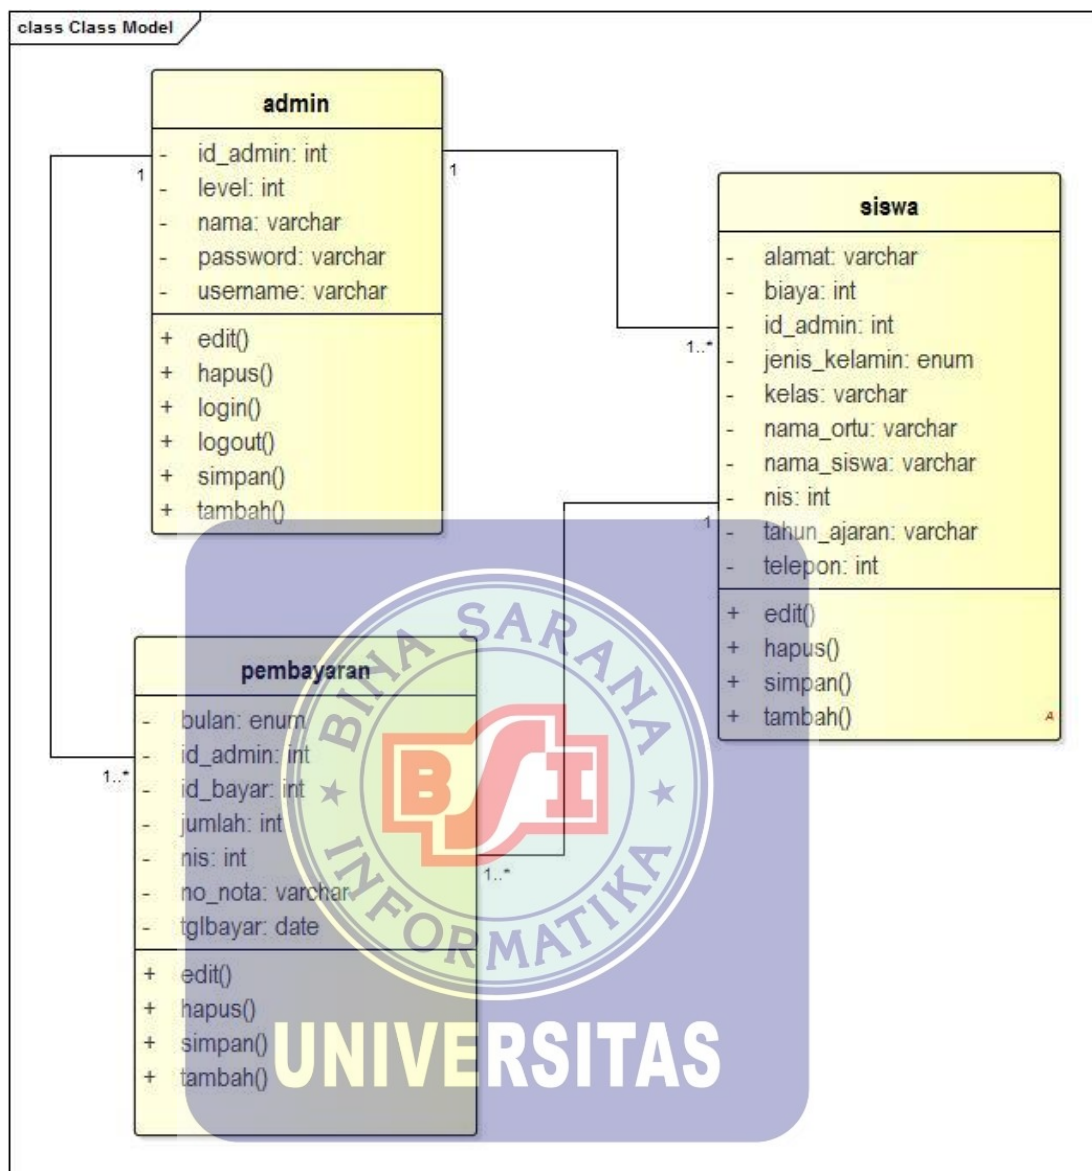 class Class Model
admin
- id_admin: int
- level: int
- nama: varchar
- password: varchar
- username: varchar
+ edit()
+ hapus()
+ login()
+ logout()
+ simpan()
+ tambah()
1
1
siswa
- alamat: varchar
- biaya: int
- id_admin: int
- jenis_kelamin: enum
- kelas: varchar
- nama_ortu: varchar
- nama_siswa: varchar
- nis: int
- tahun_ajaran: varchar
- telepon: int
+ edit()
+ hapus()
+ simpan()
+ tambah()
A
1..*
1
pembayaran
- bulan: enum
- id_admin: int
- id_bayar: int
- jumlah: int
- nis: int
- no_nota: varchar
- tglbayar: date
+ edit()
+ hapus()
+ simpan()
+ tambah()
1..*
1..*
BINA SARANA
BSI
INFORMATIKA
UNIVERSITAS